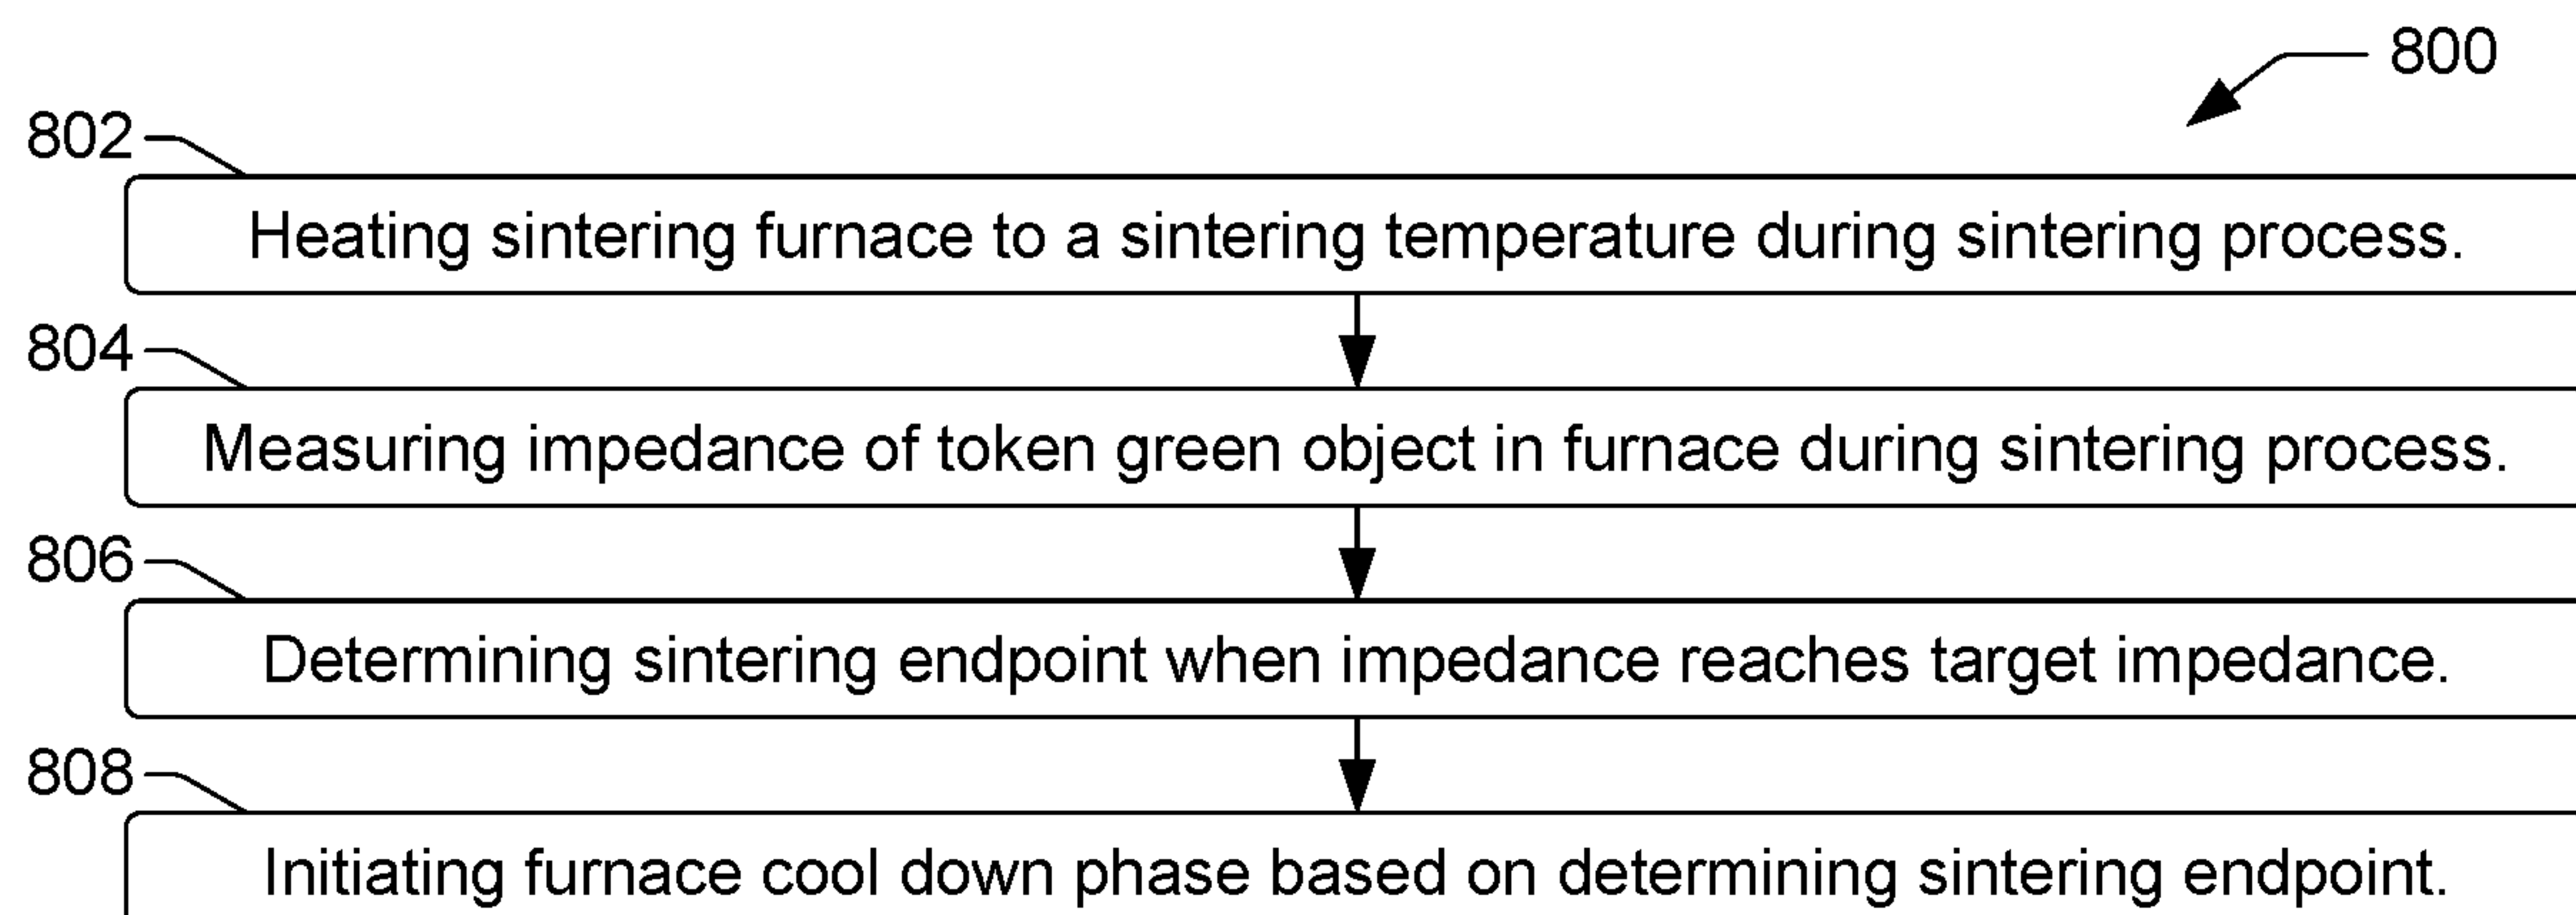 800
802
Heating sintering furnace to a sintering temperature during sintering process.
804
Measuring impedance of token green object in furnace during sintering process.
806
Determining sintering endpoint when impedance reaches target impedance.
808
Initiating furnace cool down phase based on determining sintering endpoint.